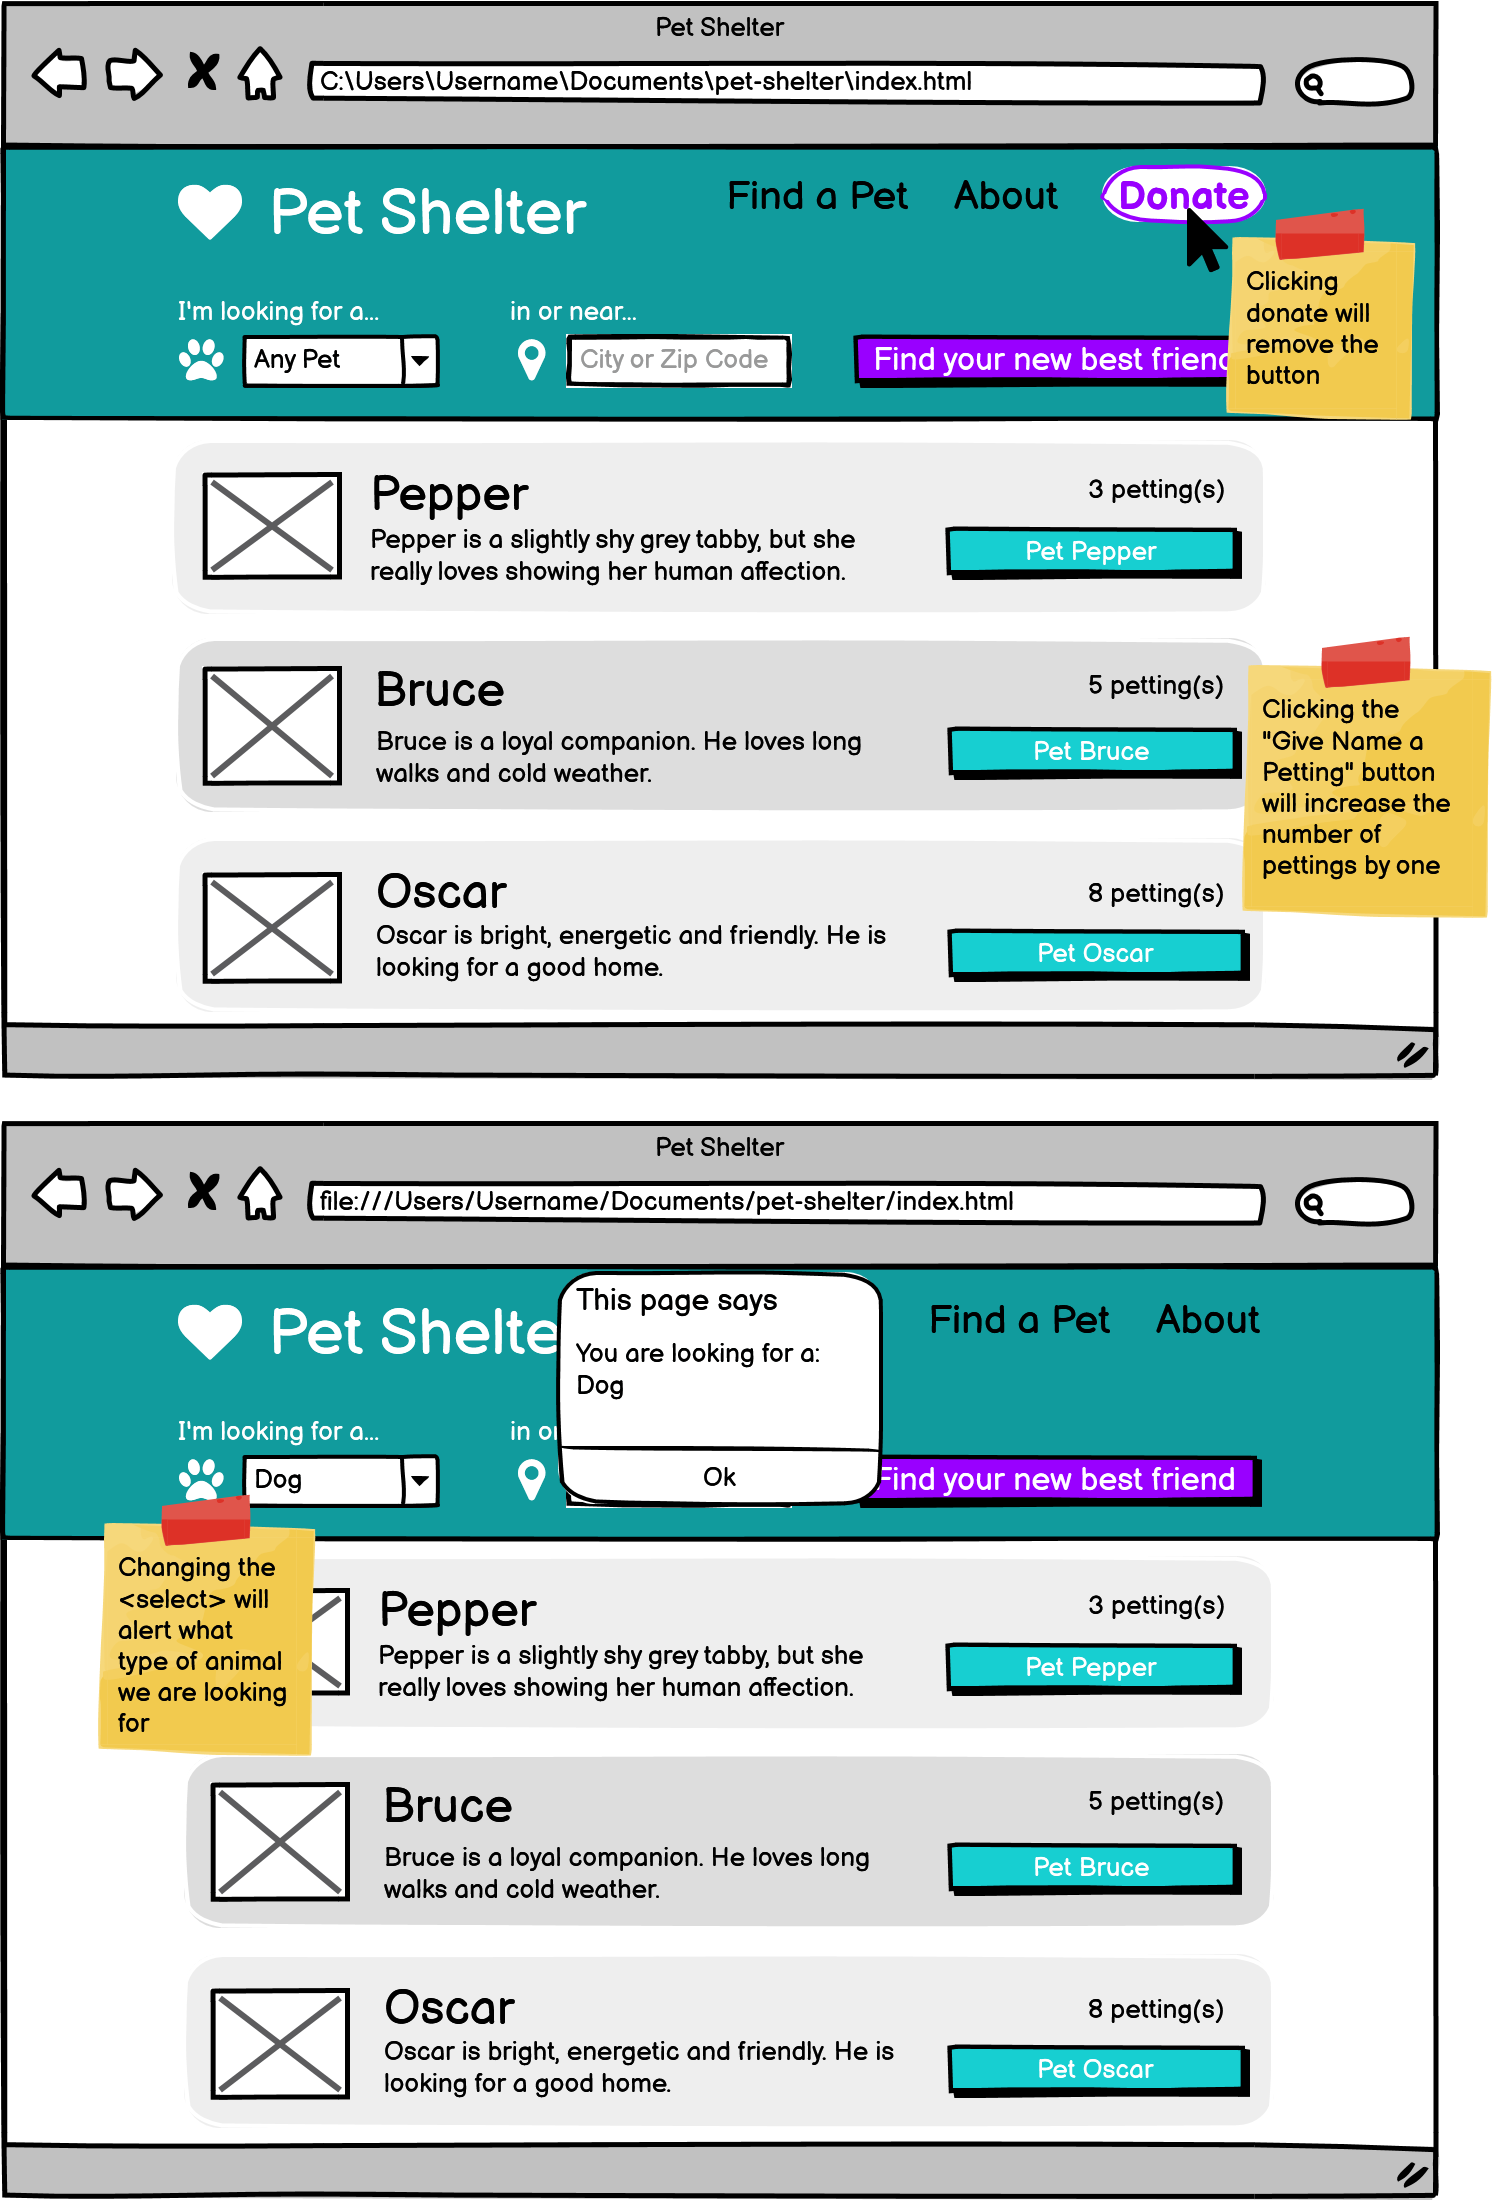 Pet Shelter
C:\Users\Username\Documents\pet-shelter\index.html
Pet Shelter
Find a Pet
About
Donate
Clicking
donate will
remove the
button
I'm looking for a...
in or near...
Any Pet
City or Zip Code
Find your new best friend
Pepper
3 petting(s)
Pepper is a slightly shy grey tabby, but she
really loves showing her human affection.
Pet Pepper
Bruce
5 petting(s)
Bruce is a loyal companion. He loves long
walks and cold weather.
Pet Bruce
Clicking the
"Give Name a
Petting" button
will increase the
number of
pettings by one
Oscar
8 petting(s)
Oscar is bright, energetic and friendly. He is
looking for a good home.
Pet Oscar
Pet Shelter
file:///Users/Username/Documents/pet-shelter/index.html
Pet Shelte
This page says
You are looking for a:
Dog
Ok
Find a Pet
About
I'm looking for a...
in or
Dog
Find your new best friend
Changing the
<select> will
alert what
type of animal
we are looking
for
Pepper
3 petting(s)
Pepper is a slightly shy grey tabby, but she
really loves showing her human affection.
Pet Pepper
Bruce
5 petting(s)
Bruce is a loyal companion. He loves long
walks and cold weather.
Pet Bruce
Oscar
8 petting(s)
Oscar is bright, energetic and friendly. He is
looking for a good home.
Pet Oscar